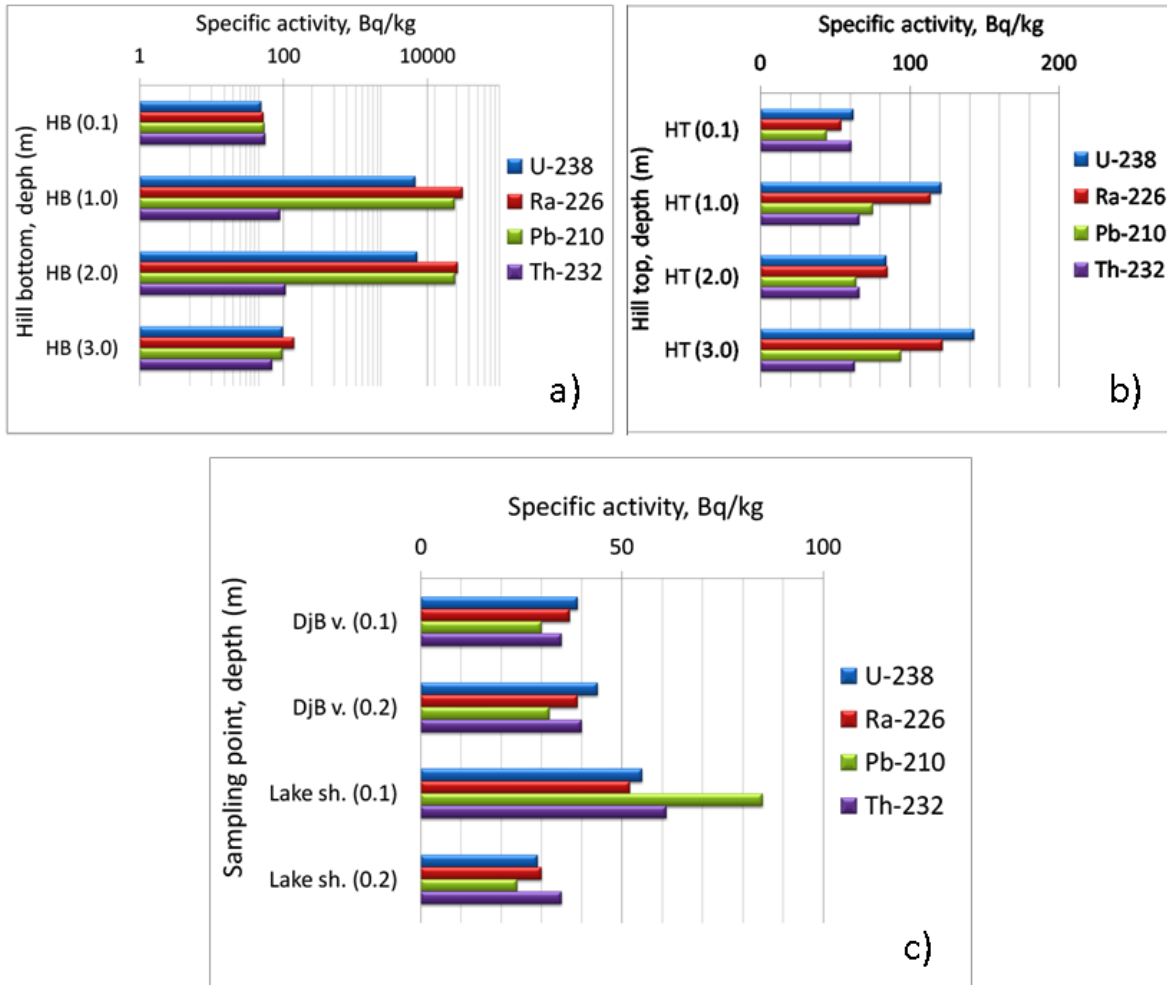 Specific activity, Bq/kg
1 100 10000
Hill bottom, deph (m)
HB (0.1)
HB (1.0)
HB (2.0)
HB (3.0)
U-238
Ra-226
Pb-210
Th-232
a)
Specific activity, Bq/kg
0 100 200
Hill top, depth (m)
HT (0.1)
HT (1.0)
HT (2.0)
HT (3.0)
U-238
Ra-226
Pb-210
Th-232
b)
Specific activity, Bq/kg
0 50 100
Sampling point, depth (m)
DjB v. (0.1)
DjB v. (0.2)
Lake sh. (0.1)
Lake sh. (0.2)
U-238
Ra-226
Pb-210
Th-232
c)